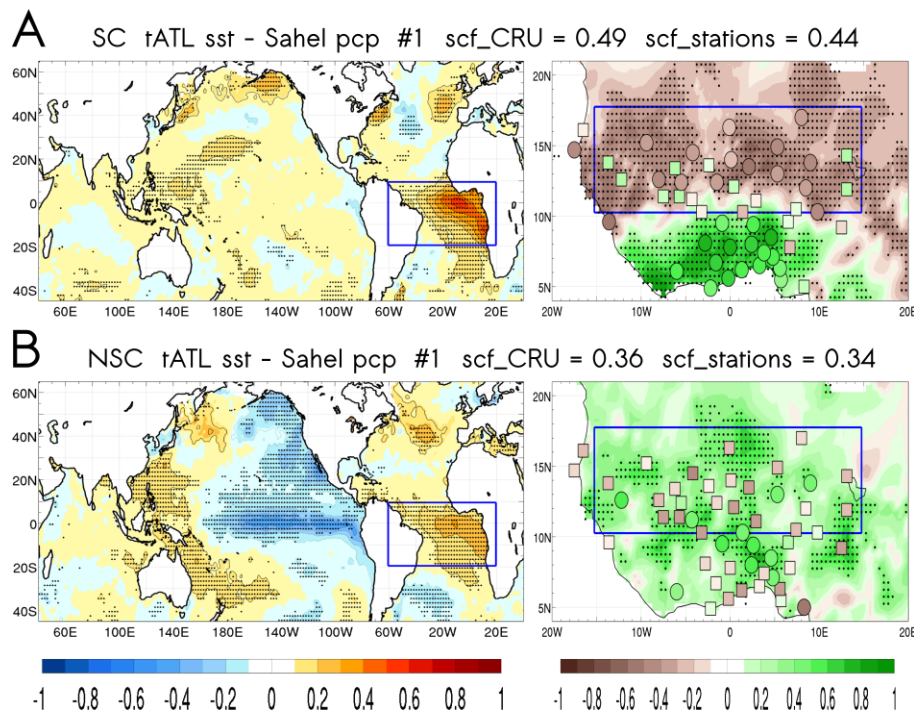 A
SC tATL sst – Sahel pcp #1 scf_CRU = 0.49 scf_stations = 0.44
60N
40N
20N
0
20S
40S
60E 100E 140E 180 140W 100W 60W 20W 20E
20N
15N
10N
5N
20W 10W 0 10E 20E
B
NSC tATL sst – Sahel pcp #1 scf_CRU = 0.36 scf_stations = 0.34
60N
40N
20N
0
20S
40S
60E 100E 140E 180 140W 100W 60W 20W 20E
20N
15N
10N
5N
20W 10W 0 10E 20E
-1 -0.8 -0.6 -0.4 -0.2 0 0.2 0.4 0.6 0.8 1
-1 -0.8 -0.6 -0.4 -0.2 0 0.2 0.4 0.6 0.8 1